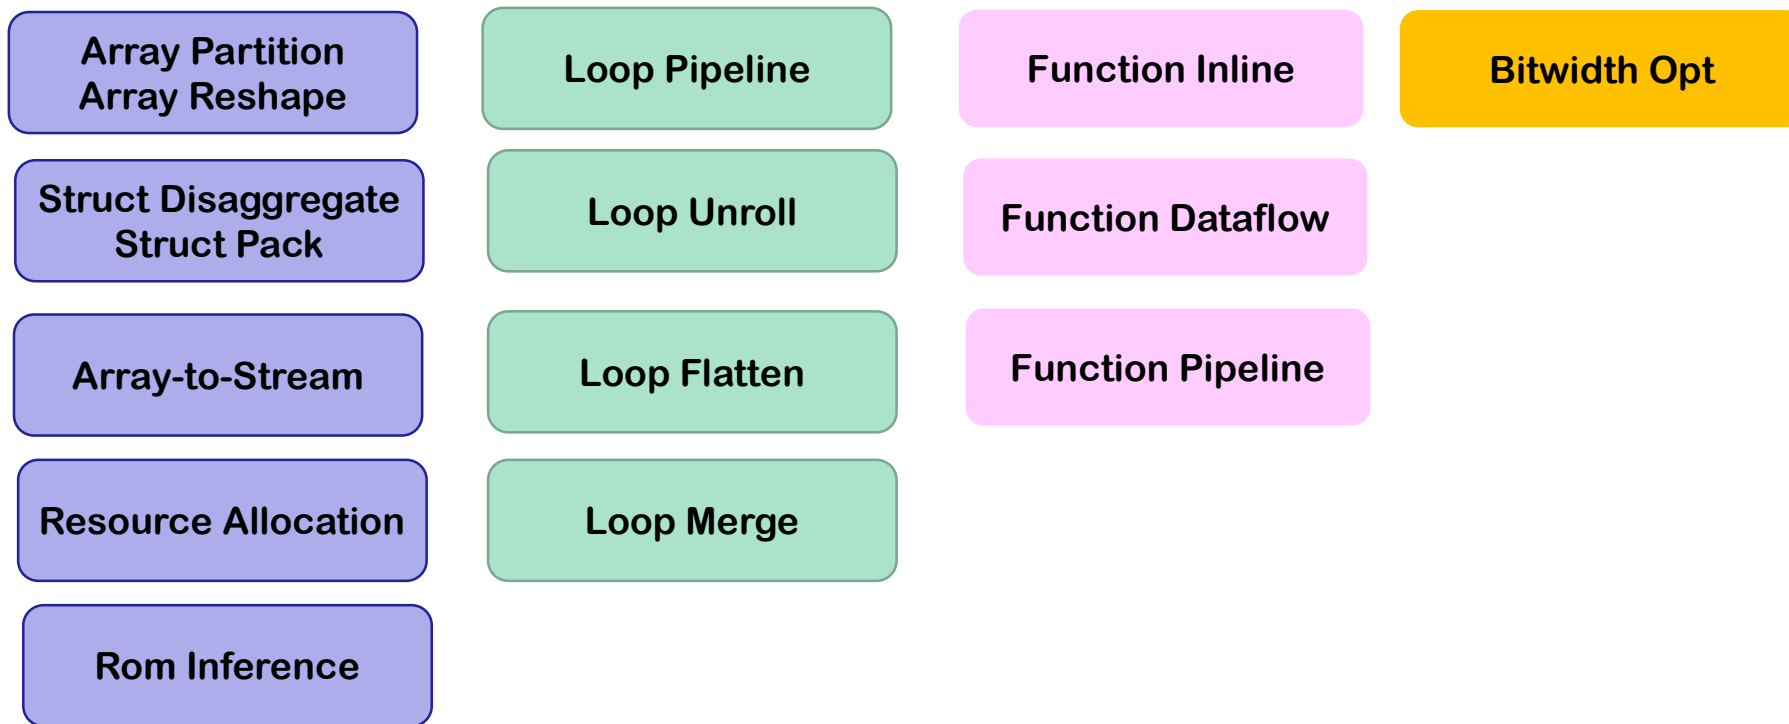 Array Partition
Array Reshape
Struct Disaggregate
Struct Pack
Array-to-Stream
Resource Allocation
Rom Inference
Loop Pipeline
Loop Unroll
Loop Flatten
Loop Merge
Function Inline
Function Dataflow
Function Pipeline
Bitwidth Opt